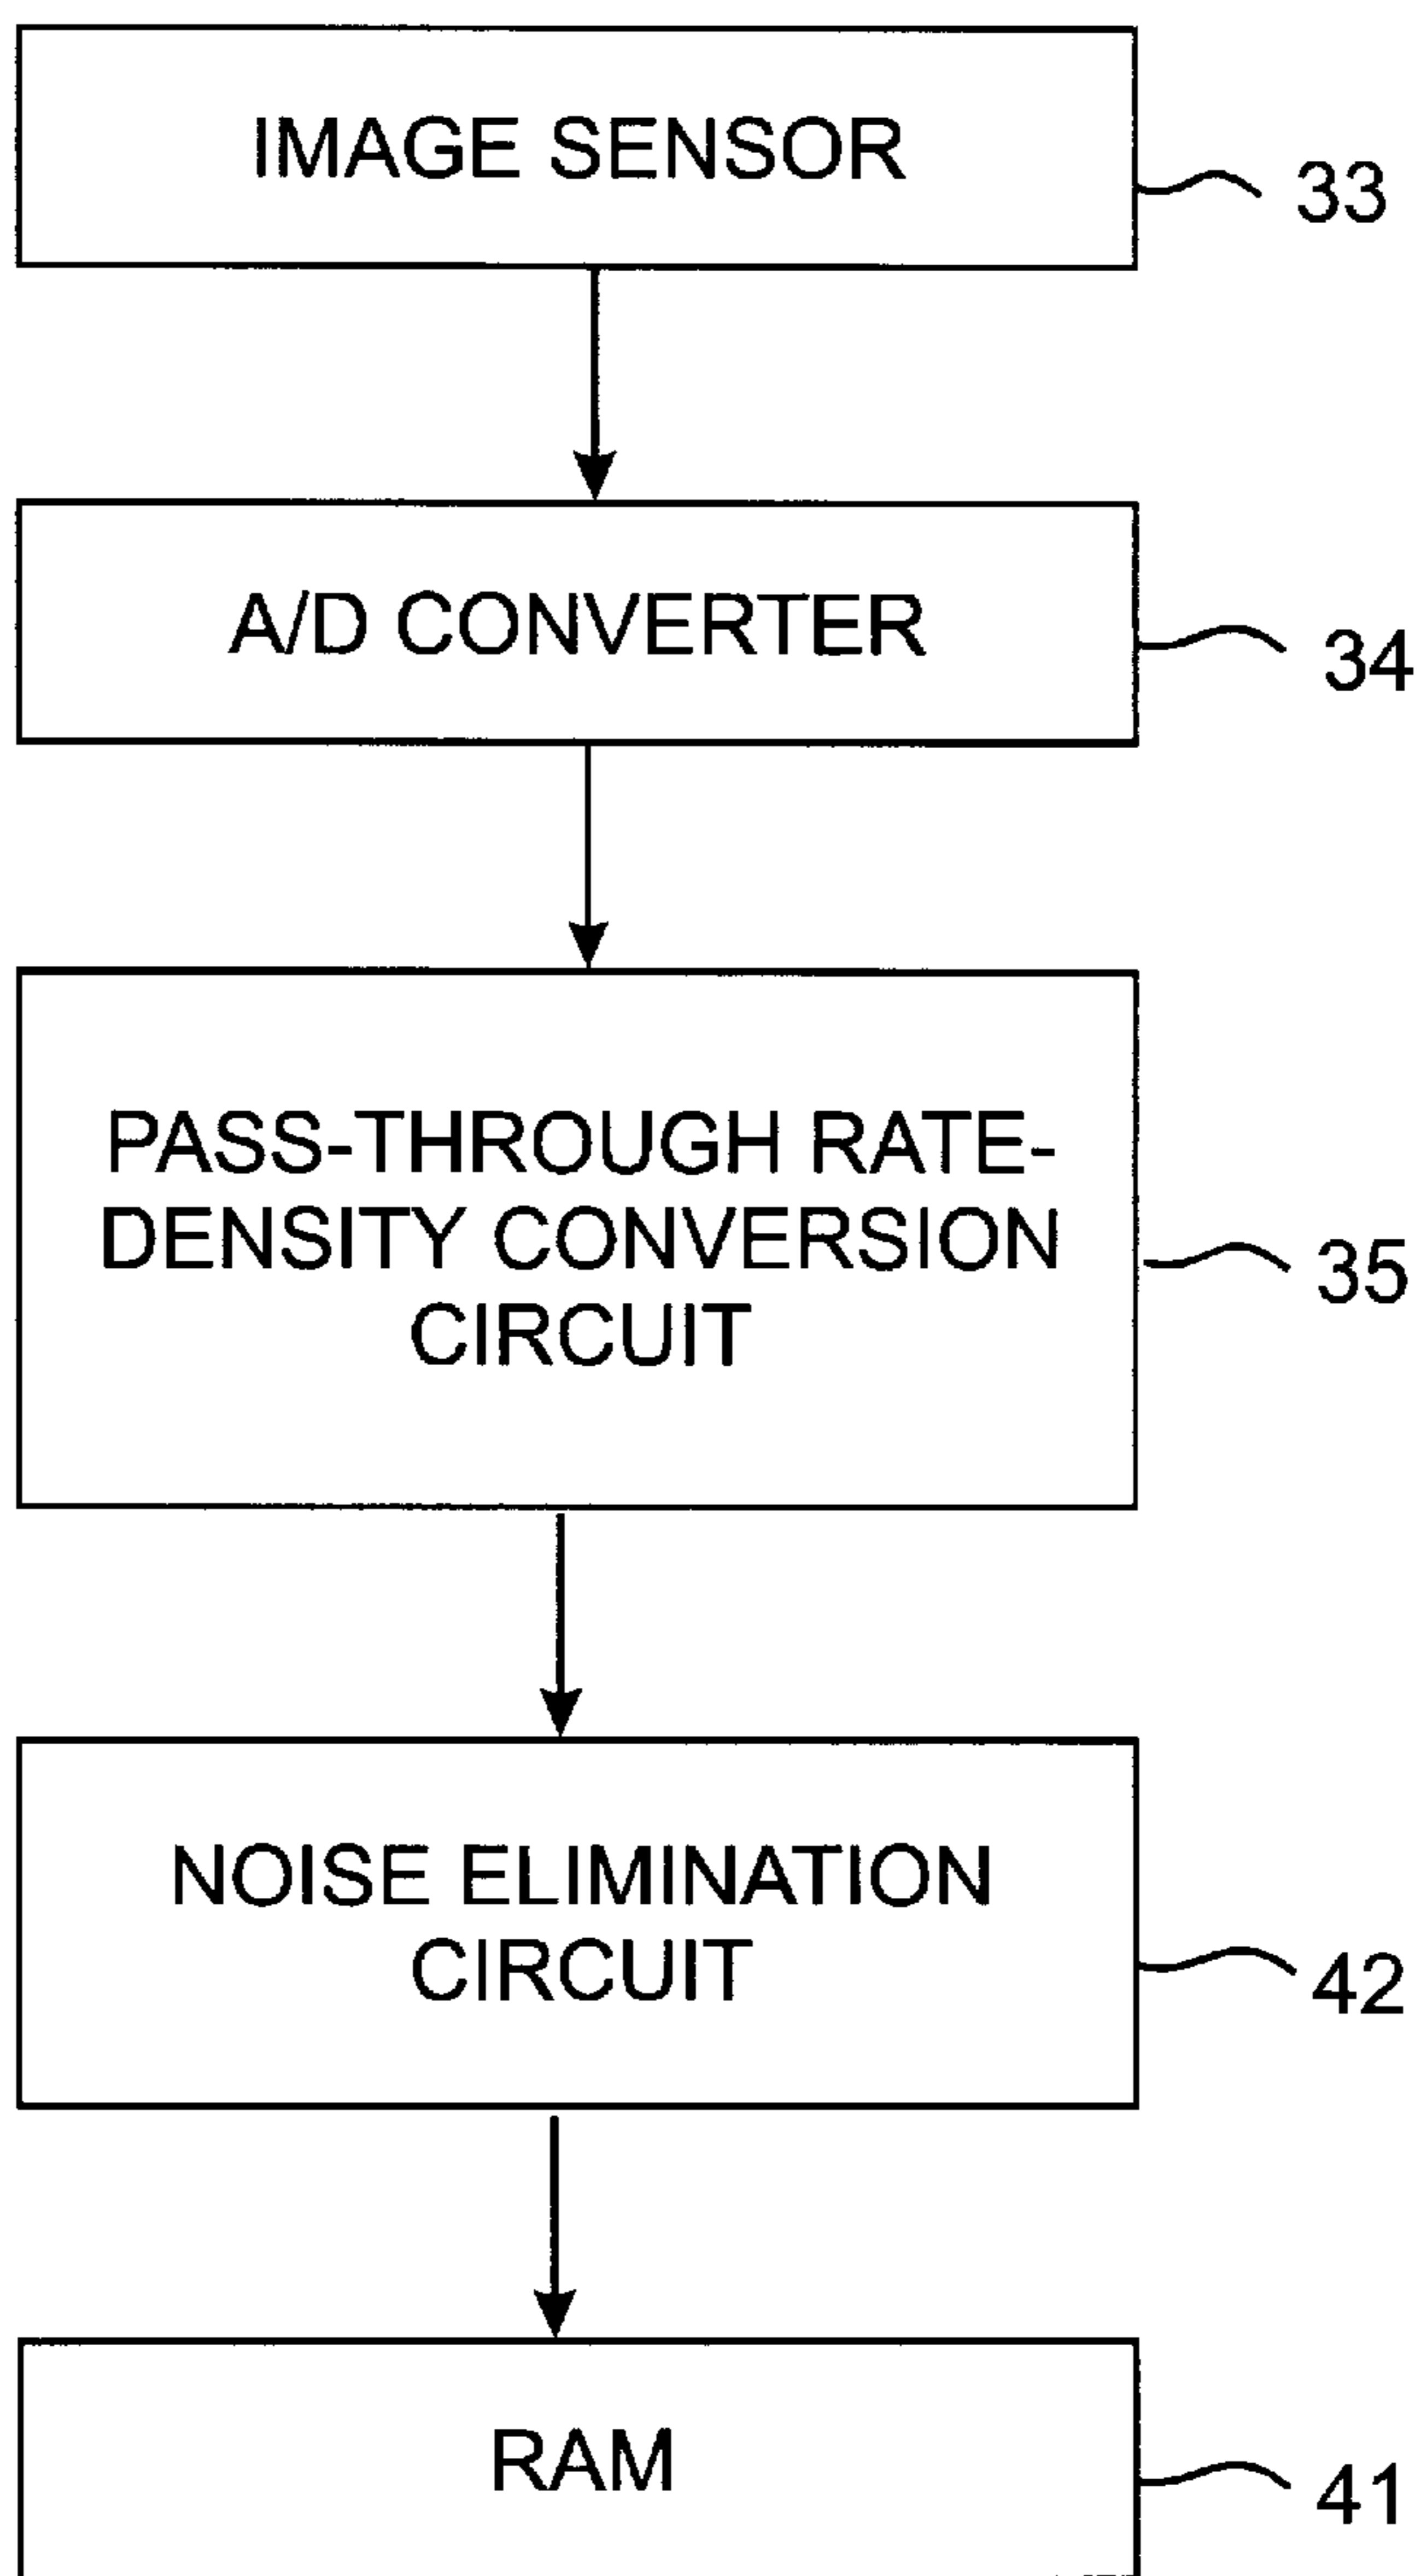 IMAGE SENSOR
33
A/D CONVERTER
34
PASS-THROUGH RATE-
DENSITY CONVERSION
CIRCUIT
35
NOISE ELIMINATION
CIRCUIT
42
RAM
41